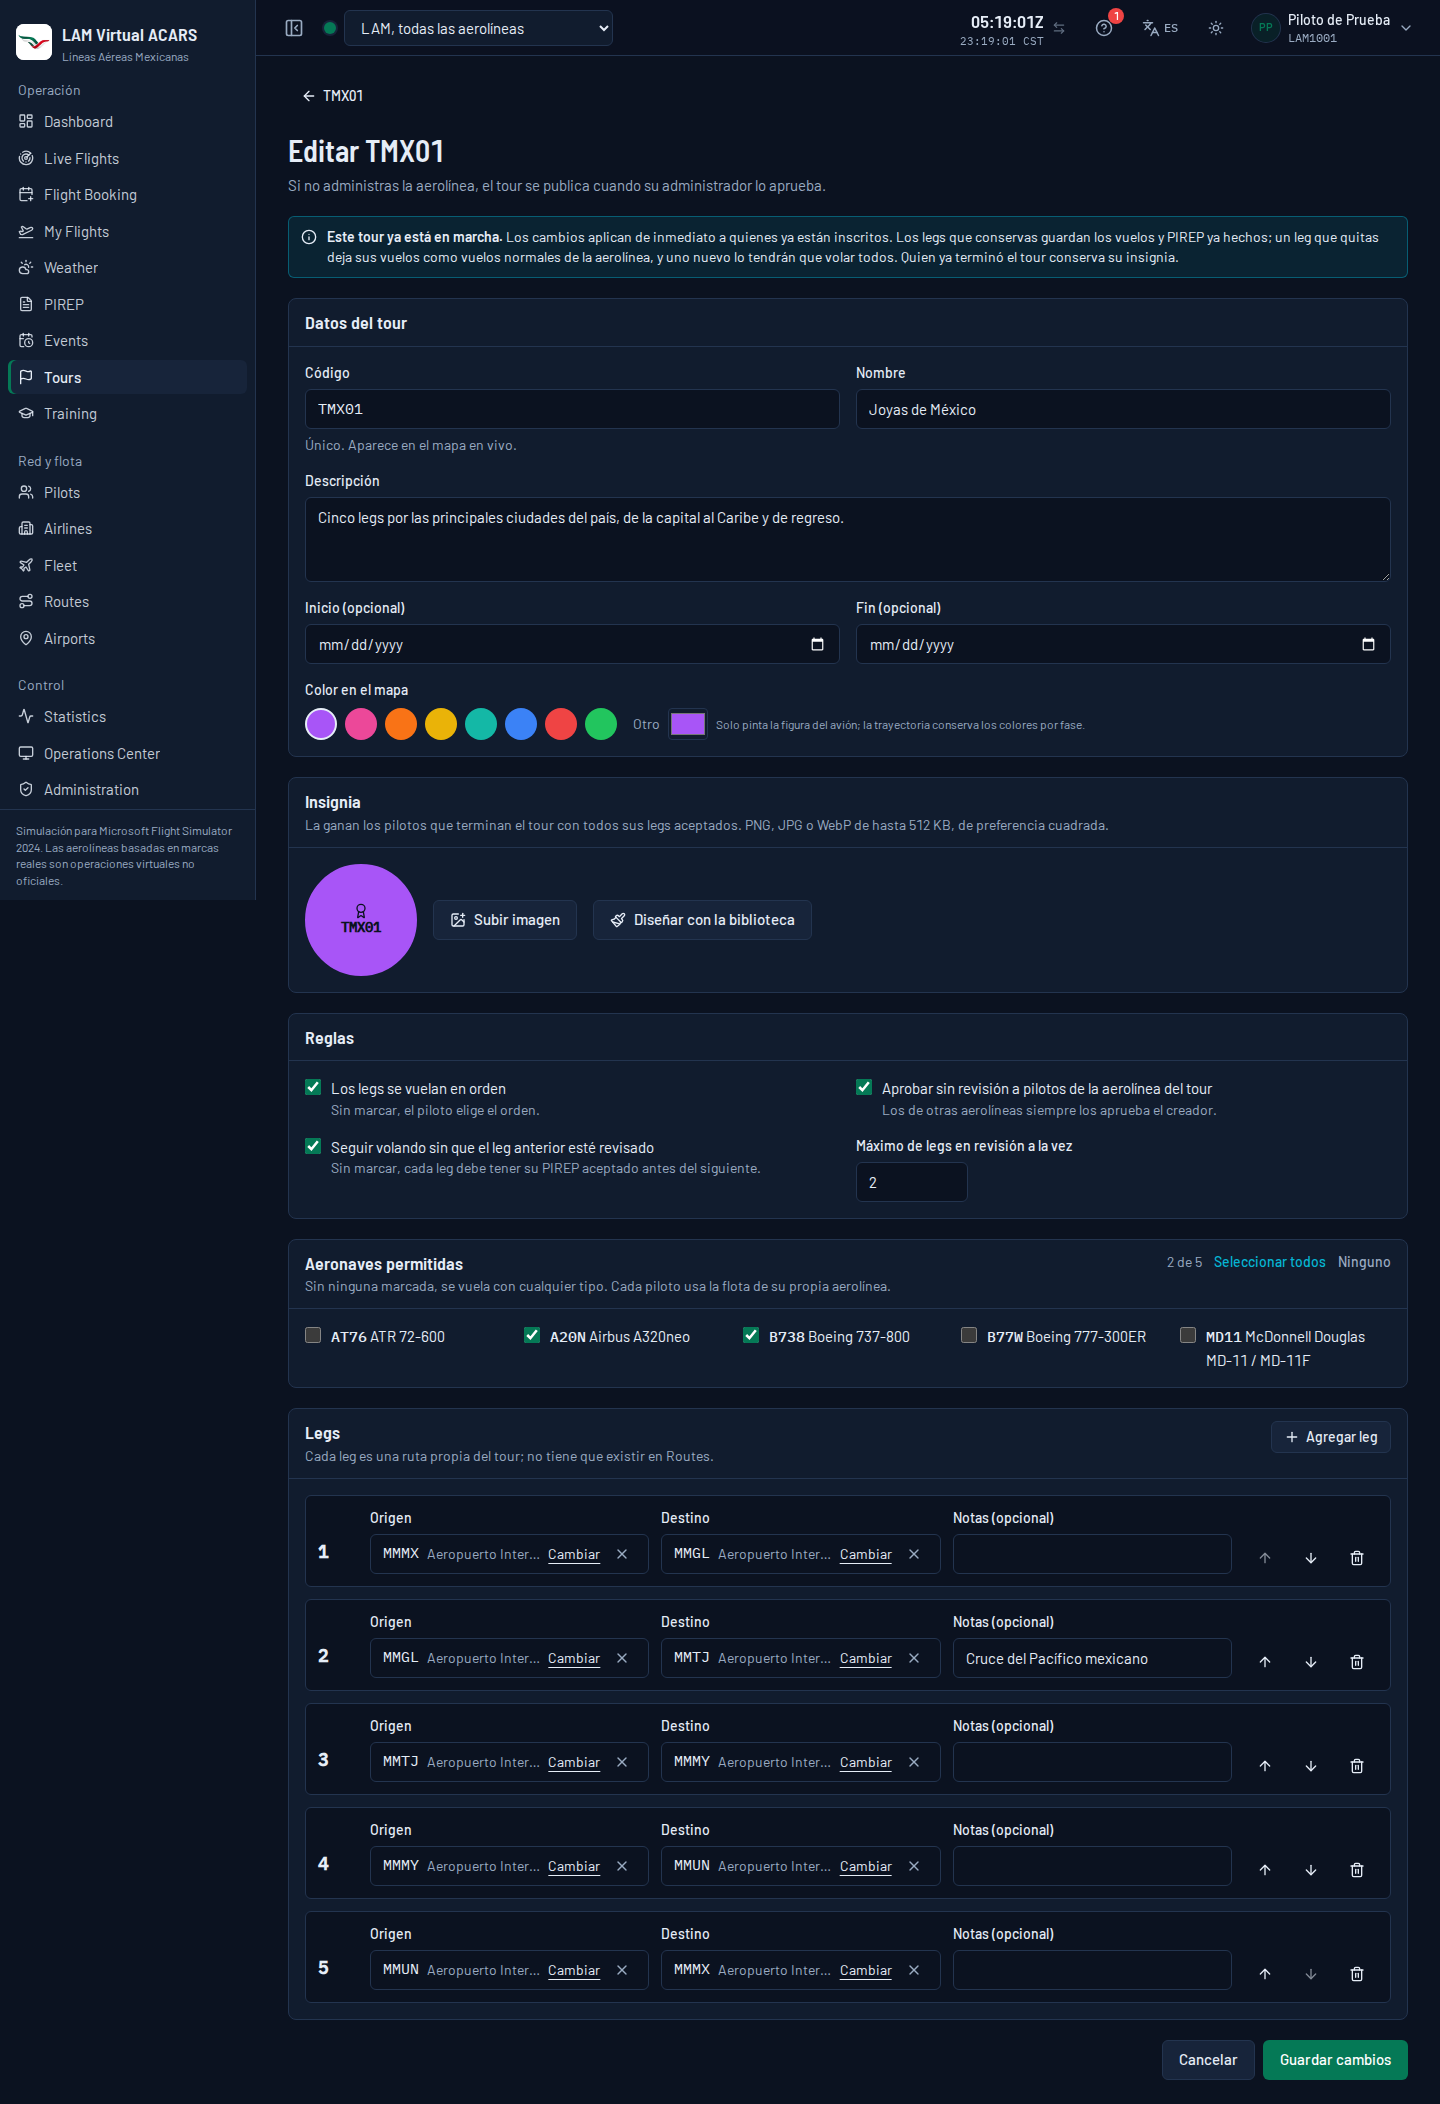 LAM Virtual ACARS
Líneas Aéreas Mexicanas
Operación
Dashboard
Live Flights
Flight Booking
My Flights
Weather
PIREP
Events
Tours
Training
Red y flota
Pilots
Airlines
Fleet
Routes
Airports
Control
Statistics
Operations Center
Administration
Simulación para Microsoft Flight Simulator
2024. Las aerolíneas basadas en marcas
reales son operaciones virtuales no
oficiales.
LAM, todas las aerolíneas
05:19:01Z
23:19:01 CST
1
ES
PP
Piloto de Prueba
LAM1001
TMX01
Editar TMX01
Si no administras la aerolínea, el tour se publica cuando su administrador lo aprueba.
Este tour ya está en marcha. Los cambios aplican de inmediato a quienes ya están inscritos. Los legs que conservas guardan los vuelos y PIREP ya hechos; un leg que quitas
deja sus vuelos como vuelos normales de la aerolínea, y uno nuevo lo tendrán que volar todos. Quien ya terminó el tour conserva su insignia.
Datos del tour
Código
Nombre
TMX01
Joyas de México
Único. Aparece en el mapa en vivo.
Descripción
Cinco legs por las principales ciudades del país, de la capital al Caribe y de regreso.
Inicio (opcional)
Fin (opcional)
mm/dd/yyyy
mm/dd/yyyy
Color en el mapa
Otro
Solo pinta la figura del avión; la trayectoria conserva los colores por fase.
Insignia
La ganan los pilotos que terminan el tour con todos sus legs aceptados. PNG, JPG o WebP de hasta 512 KB, de preferencia cuadrada.
TMX01
Subir imagen
Diseñar con la biblioteca
Reglas
Los legs se vuelan en orden
Sin marcar, el piloto elige el orden.
Aprobar sin revisión a pilotos de la aerolínea del tour
Los de otras aerolíneas siempre los aprueba el creador.
Seguir volando sin que el leg anterior esté revisado
Sin marcar, cada leg debe tener su PIREP aceptado antes del siguiente.
Máximo de legs en revisión a la vez
2
Aeronaves permitidas
Sin ninguna marcada, se vuela con cualquier tipo. Cada piloto usa la flota de su propia aerolínea.
2 de 5 Seleccionar todos Ninguno
AT76 ATR 72-600
A20N Airbus A320neo
B738 Boeing 737-800
B77W Boeing 777-300ER
MD11 McDonnell Douglas
MD-11 / MD-11F
Legs
Cada leg es una ruta propia del tour; no tiene que existir en Routes.
Agregar leg
Origen Destino Notas (opcional)
1 MMMX Aeropuerto Inter... Cambiar MMGL Aeropuerto Inter... Cambiar
Origen Destino Notas (opcional)
2 MMGL Aeropuerto Inter... Cambiar MMTJ Aeropuerto Inter... Cambiar Cruce del Pacífico mexicano
Origen Destino Notas (opcional)
3 MMTJ Aeropuerto Inter... Cambiar MMMY Aeropuerto Inter... Cambiar
Origen Destino Notas (opcional)
4 MMMY Aeropuerto Inter... Cambiar MMUN Aeropuerto Inter... Cambiar
Origen Destino Notas (opcional)
5 MMUN Aeropuerto Inter... Cambiar MMMX Aeropuerto Inter... Cambiar
Cancelar
Guardar cambios